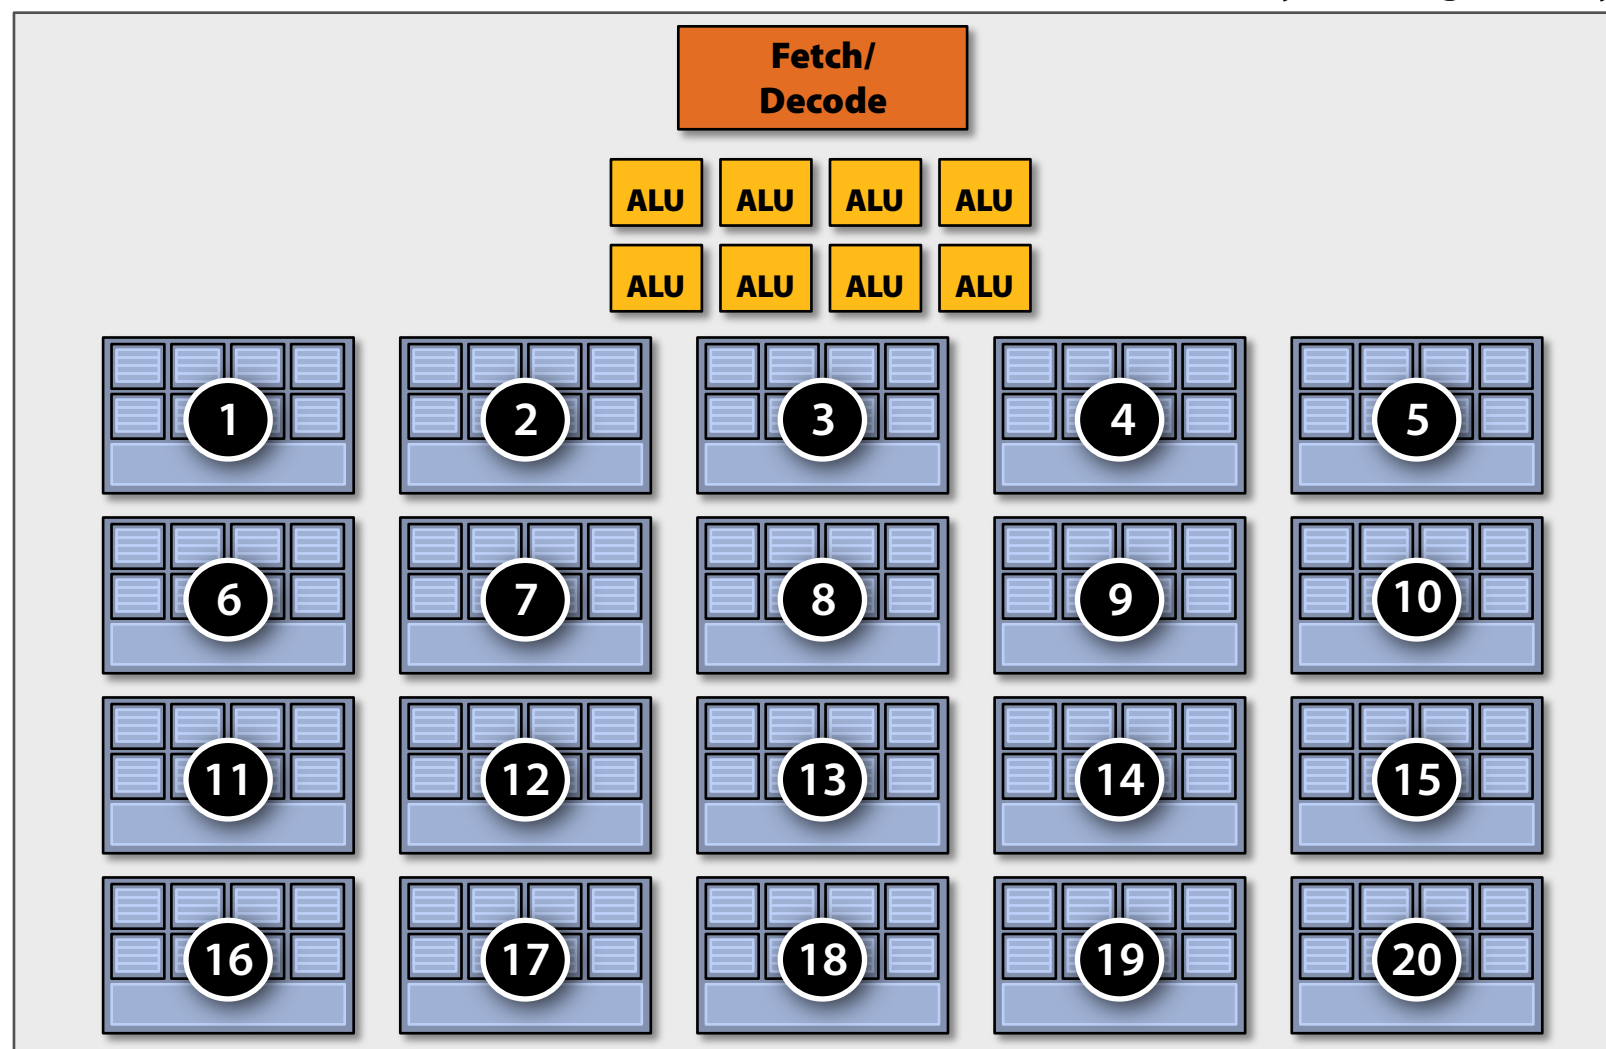 Fetch/
Decode
ALU ALU ALU ALU
ALU ALU ALU ALU
1 2 3 4 5
6 7 8 9 10
11 12 13 14 15
16 17 18 19 20